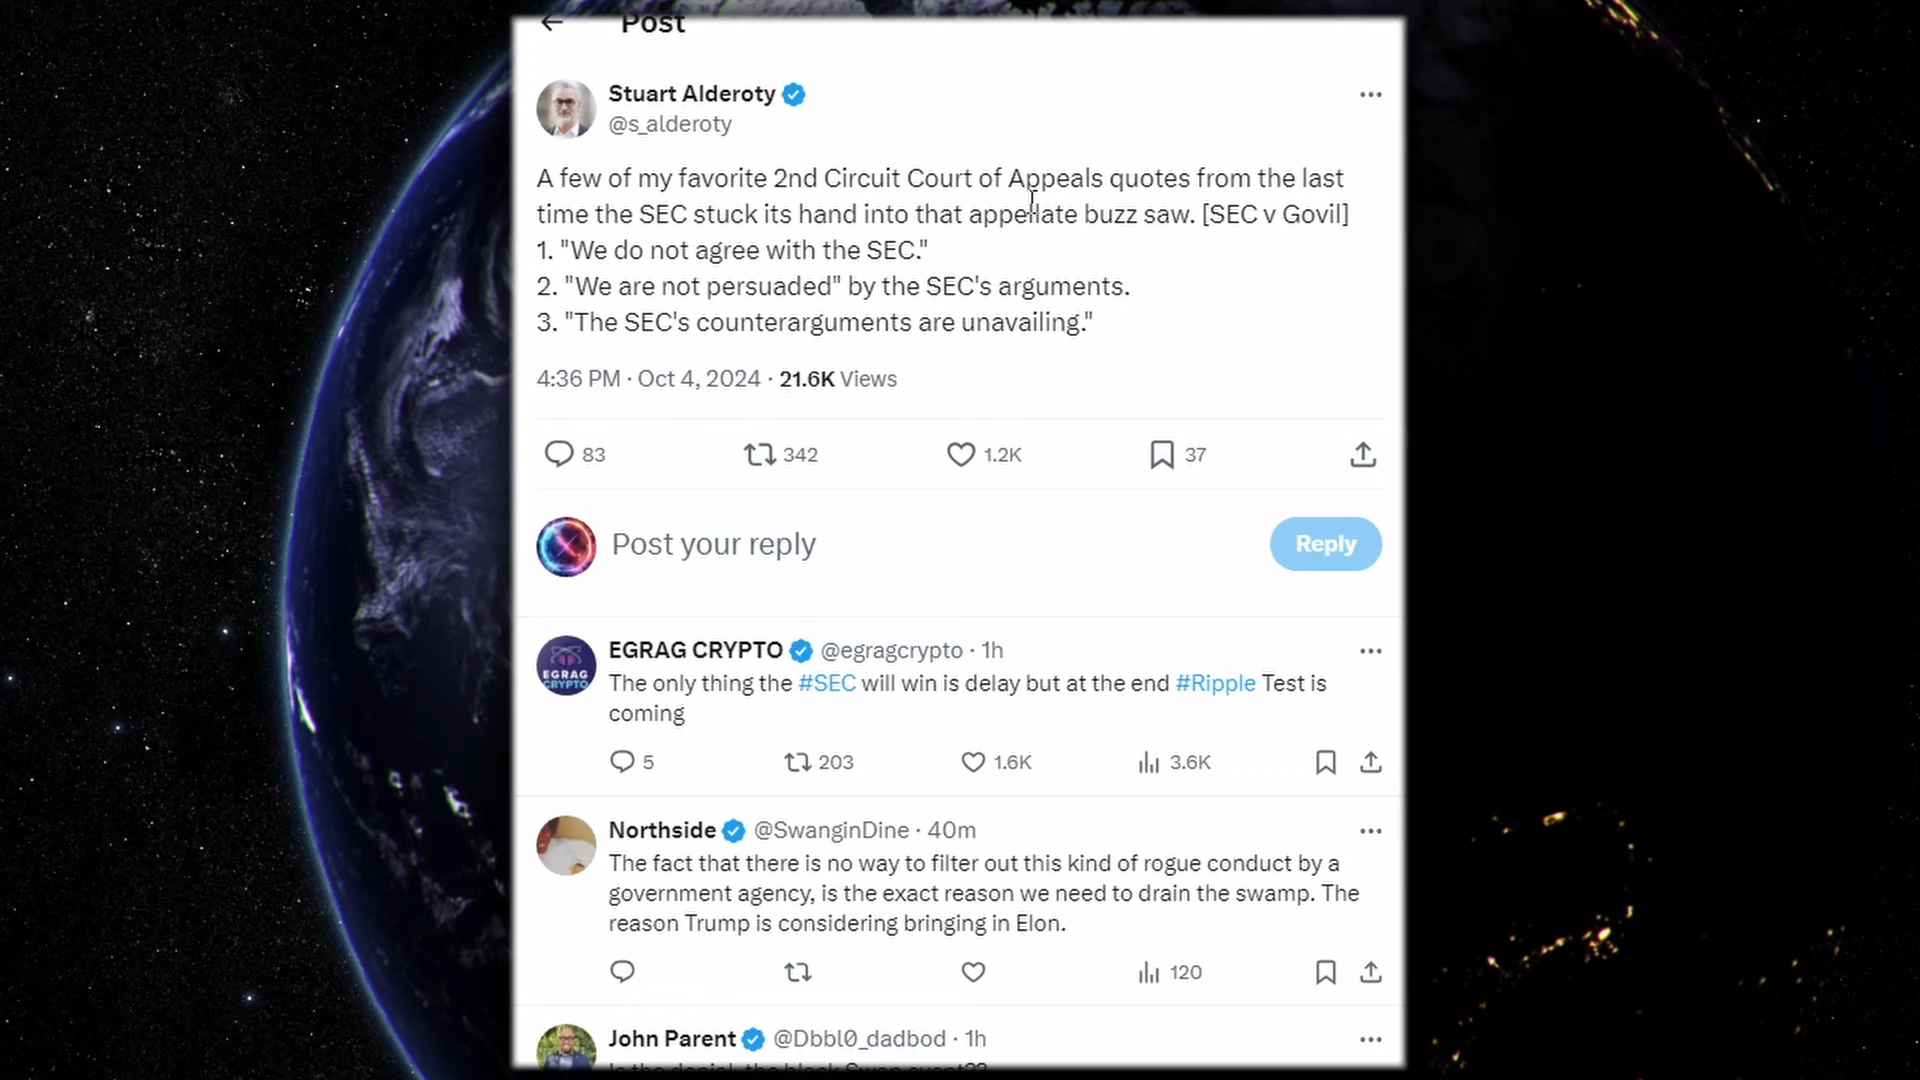 Post
Stuart Alderoty
@s_alderoty
A few of my favorite 2nd Circuit Court of Appeals quotes from the last
time the SEC stuck its hand into that appellate buzz saw. [SEC v Govil]
1. "We do not agree with the SEC."
2. "We are not persuaded" by the SEC's arguments.
3. "The SEC's counterarguments are unavailing."
4:36 PM · Oct 4, 2024 · 21.6K Views
83 342 1.2K 37
Post your reply Reply
EGRAG CRYPTO @egragcrypto · 1h
EGRAG CRYPTO
The only thing the #SEC will win is delay but at the end #Ripple Test is
coming
5 203 1.6K 3.6K
Northside @SwanginDine · 40m
The fact that there is no way to filter out this kind of rogue conduct by a
government agency, is the exact reason we need to drain the swamp. The
reason Trump is considering bringing in Elon.
120
John Parent @Dbbl0_dadbod · 1h